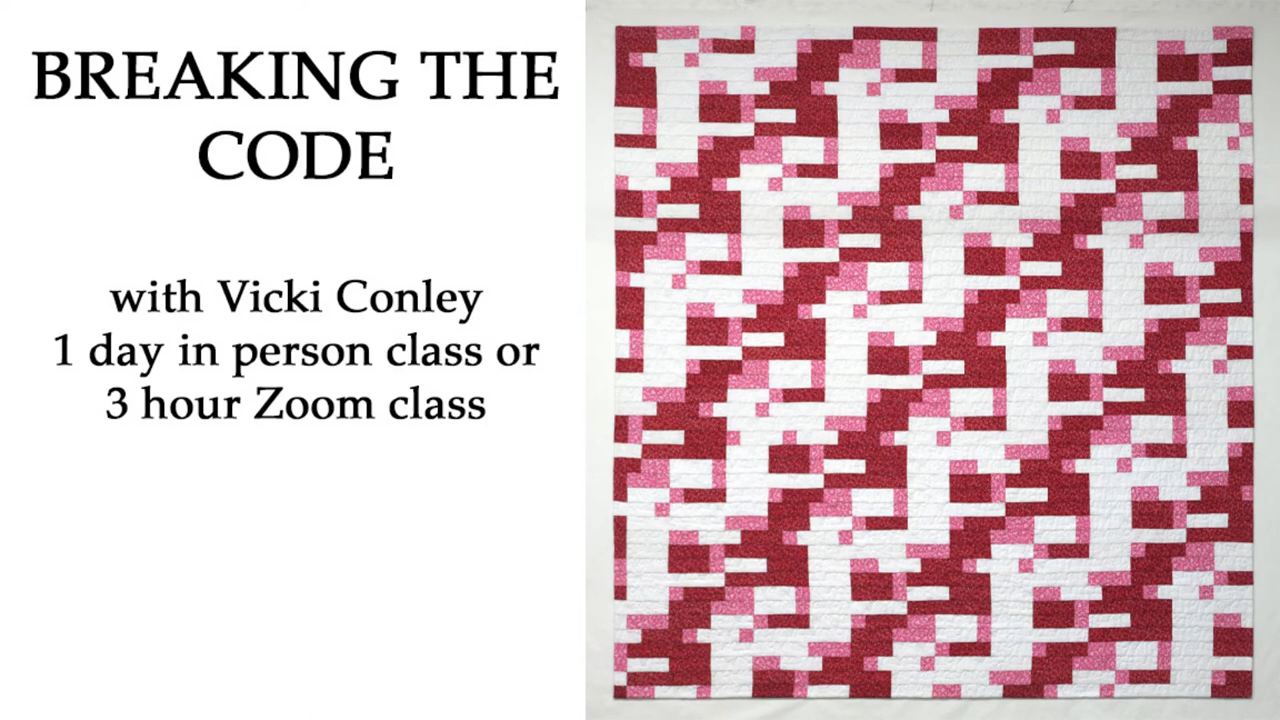 BREAKING THE
CODE
with Vicki Conley
1 day in person class or
3 hour Zoom class